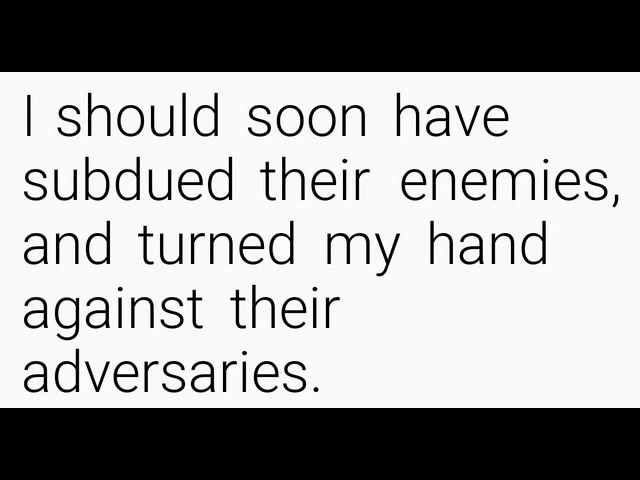 I should soon have
subdued their enemies,
and turned my hand
against their
adversaries.